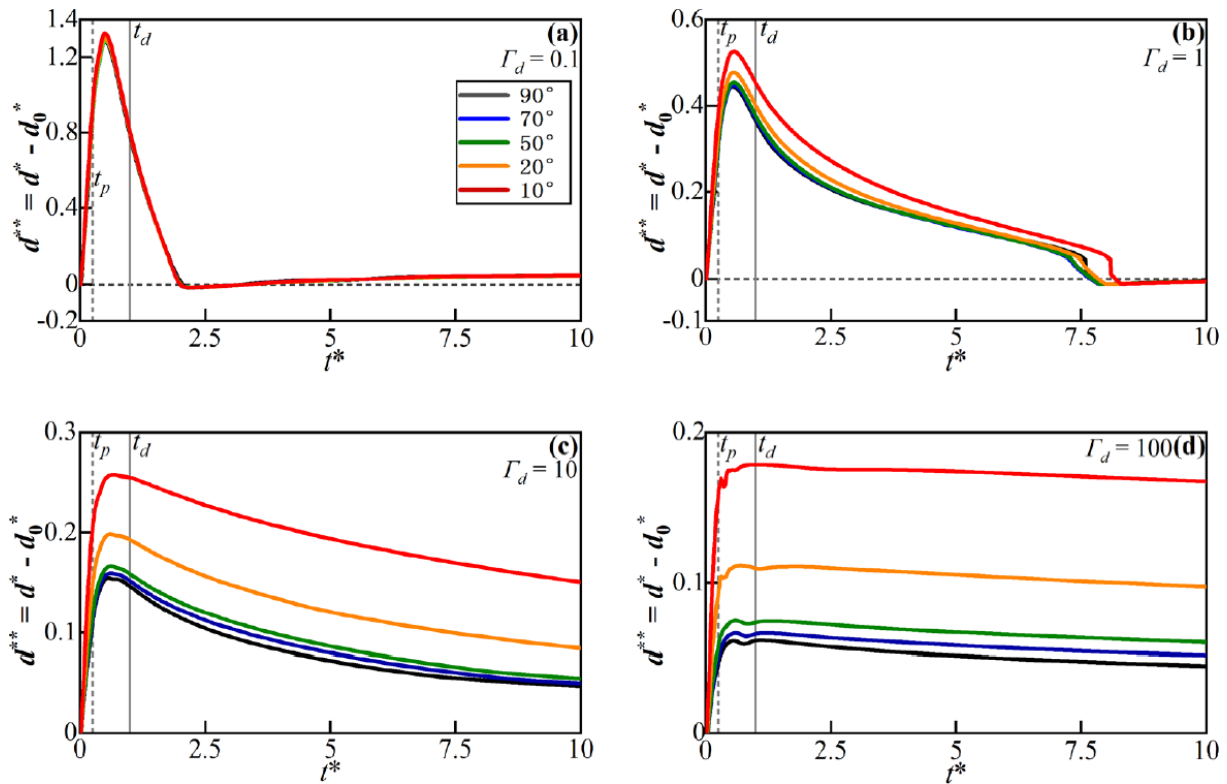 1.4
1.2
0.8
0.4
0
-0.2
d** = d* - d₀*
t_p
t_d
(a)
Γ_d = 0.1
90°
70°
50°
20°
10°
0
2.5
5
7.5
10
t*
0.6
0.4
0.2
0
-0.1
d** = d* - d₀*
t_p
t_d
(b)
Γ_d = 1
0
2.5
5
7.5
10
t*
0.3
0.2
0.1
0
d** = d* - d₀*
t_p
t_d
(c)
Γ_d = 10
0
2.5
5
7.5
10
t*
0.2
0.1
0
d** = d* - d₀*
t_p
t_d
Γ_d = 100(d)
0
2.5
5
7.5
10
t*